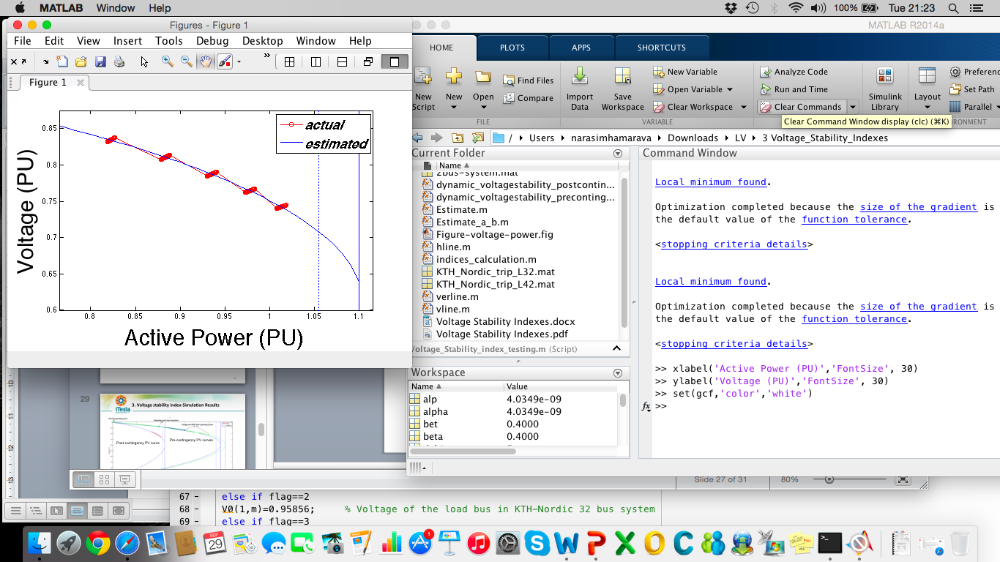 MATLAB Window Help
100% Tue 21:23
Figures - Figure 1
File Edit View Insert Tools Debug Desktop Window Help
Figure 1
actual
estimated
0.85
0.8
0.75
0.7
0.65
0.6
0.8 0.85 0.9 0.95 1 1.05 1.1
Voltage (PU)
Active Power (PU)
MATLAB R2014a
HOME PLOTS APPS SHORTCUTS
New Script
New
Open
Find Files
Compare
Import Data
Save Workspace
New Variable
Open Variable
Clear Workspace
Analyze Code
Run and Time
Clear Commands
Simulink Library
Layout
Set Path
Parallel
FILE VARIABLE
Clear Command Window display (clc) (⌘K)
/ Users narasimhamarava Downloads LV 3 Voltage_Stability_Indexes
Current Folder
Name
2bus-system.mat
dynamic_voltagestability_postcontin...
dynamic_voltagestability_preconting...
Estimate.m
Estimate_a_b.m
Figure-voltage-power.fig
hline.m
indices_calculation.m
KTH_Nordic_trip_L32.mat
KTH_Nordic_trip_L42.mat
verline.m
vline.m
Voltage Stability Indexes.docx
Voltage Stability Indexes.pdf
Voltage_Stability_index_testing.m (Script)
Workspace
Name Value
alp 4.0349e-09
alpha 4.0349e-09
bet 0.4000
beta 0.4000
Command Window
Local minimum found.
Optimization completed because the size of the gradient is
the default value of the function tolerance.
<stopping criteria details>
Local minimum found.
Optimization completed because the size of the gradient is
the default value of the function tolerance.
<stopping criteria details>
>> xlabel('Active Power (PU)','FontSize', 30)
>> ylabel('Voltage (PU)','FontSize', 30)
>> set(gcf,'color','white')
fx >>
29
iTesla
3. Voltage stability index-Simulation Results
Post-contingency PV curve
Pre-contingency PV curves
Slide 27 of 31 80%
67 - else if flag==2
68 - V0(1,m)=0.95856; % Voltage of the load bus in KTH-Nordic 32 bus system
69 - else if flag==3
SEP
29
1